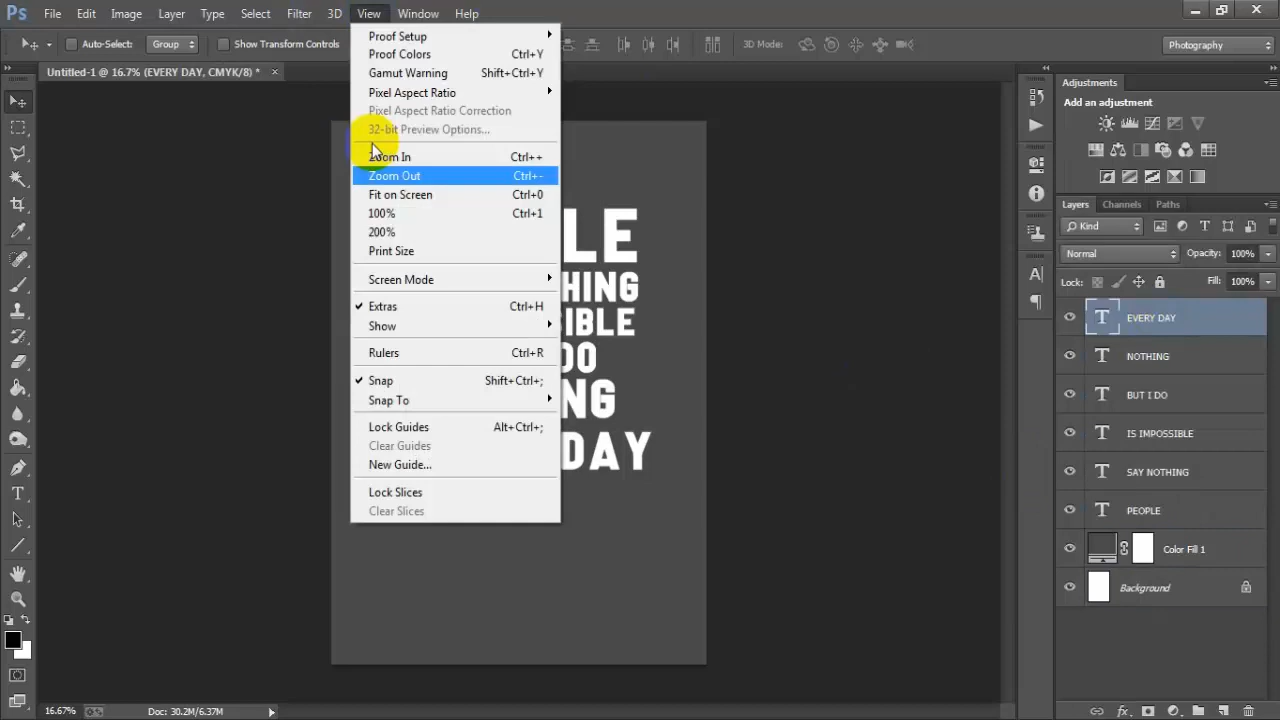 Ps File Edit Image Layer Type Select Filter 3D View Window Help
Auto-Select: Group Show Transform Controls 3D Mode: Photography
Untitled-1 @ 16.7% (EVERY DAY, CMYK/8) * ×
Proof Setup
Proof Colors Ctrl+Y
Gamut Warning Shift+Ctrl+Y
Pixel Aspect Ratio
Pixel Aspect Ratio Correction
32-bit Preview Options...
Zoom In Ctrl++
Zoom Out Ctrl+-
Fit on Screen Ctrl+0
100% Ctrl+1
200%
Print Size
Screen Mode
Extras Ctrl+H
Show
Rulers Ctrl+R
Snap Shift+Ctrl+;
Snap To
Lock Guides Alt+Ctrl+;
Clear Guides
New Guide...
Lock Slices
Clear Slices
LE
HING
IBLE
DO
NG
DAY
Adjustments
Add an adjustment
Layers Channels Paths
Kind
Normal Opacity: 100%
Lock: Fill: 100%
T EVERY DAY
T NOTHING
T BUT I DO
T IS IMPOSSIBLE
T SAY NOTHING
T PEOPLE
Color Fill 1
Background
16.67% Doc: 30.2M/6.37M